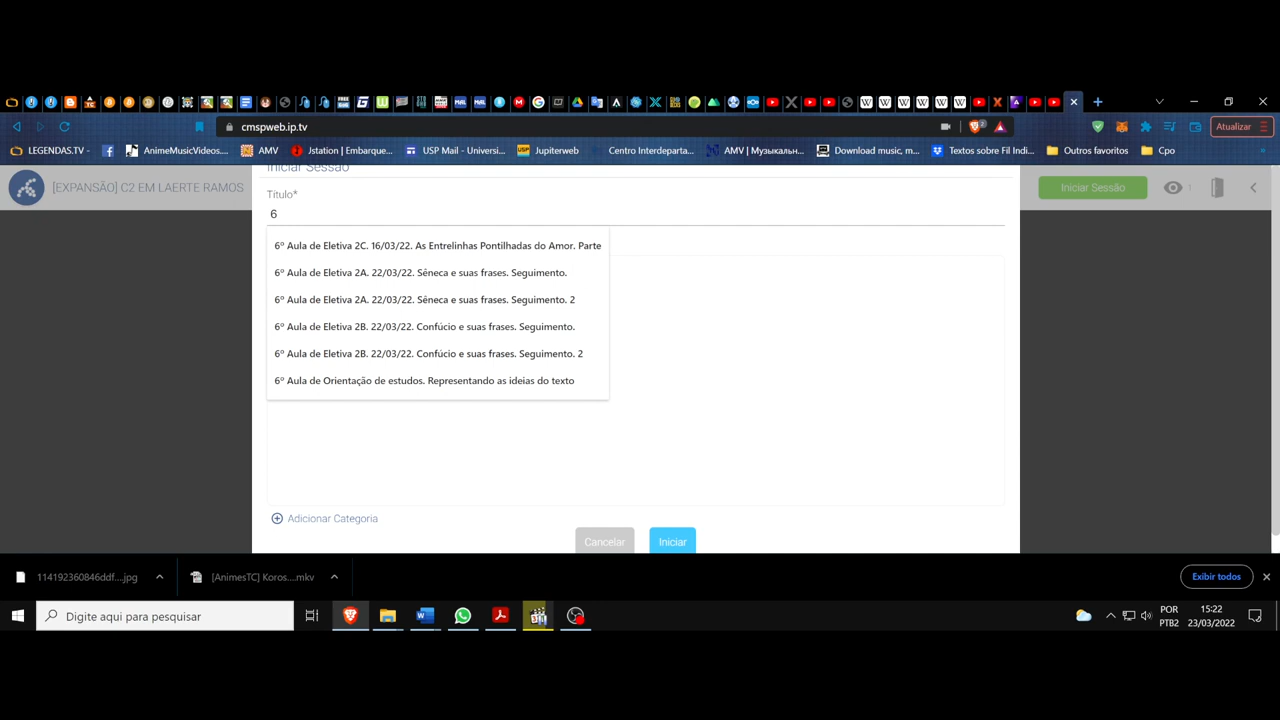 cmspweb.ip.tv
Atualizar
LEGENDAS.TV -
AnimeMusicVideos...
AMV
Jstation | Embarque...
USP Mail - Universi...
Jupiterweb
Centro Interdeparta...
AMV | Музыкальн...
Download music, m...
Textos sobre Fil Indi...
Outros favoritos
Cpo
Iniciar Sessão
[EXPANSÃO] C2 EM LAERTE RAMOS
Iniciar Sessão
1
Título*
6
6º Aula de Eletiva 2C. 16/03/22. As Entrelinhas Pontilhadas do Amor. Parte
6º Aula de Eletiva 2A. 22/03/22. Sêneca e suas frases. Seguimento.
6º Aula de Eletiva 2A. 22/03/22. Sêneca e suas frases. Seguimento. 2
6º Aula de Eletiva 2B. 22/03/22. Confúcio e suas frases. Seguimento.
6º Aula de Eletiva 2B. 22/03/22. Confúcio e suas frases. Seguimento. 2
6º Aula de Orientação de estudos. Representando as ideias do texto
Adicionar Categoria
Cancelar
Iniciar
114192360846ddf....jpg
[AnimesTC] Koros....mkv
Exibir todos
Digite aqui para pesquisar
POR
PTB2
15:22
23/03/2022